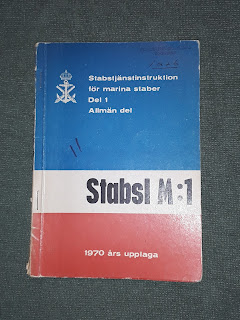 Stabstjänstinstruktion
för marina staber
Del 1
Allmän del
StabsI M:1
1970 års upplaga